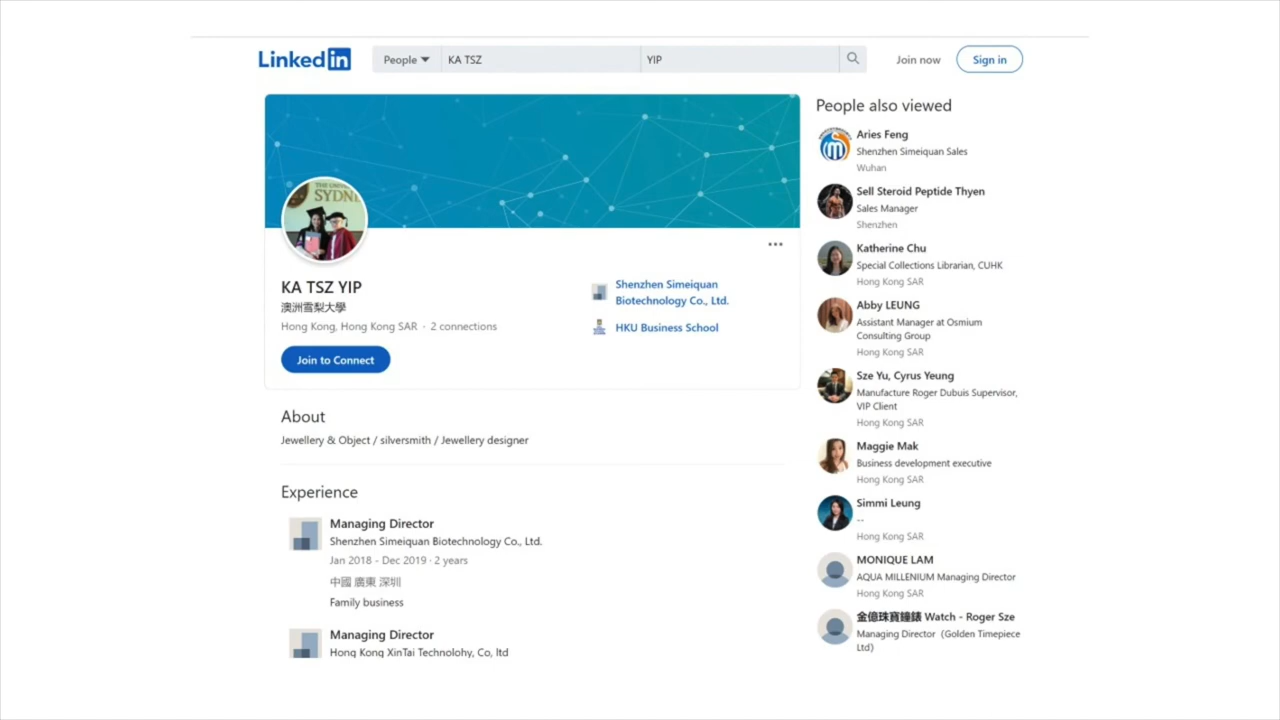 Linked in
People
KA TSZ
YIP
Join now
Sign in
THE UNIVE
SYDNE
KA TSZ YIP
澳洲雪梨大學
Hong Kong, Hong Kong SAR · 2 connections
Join to Connect
Shenzhen Simeiquan
Biotechnology Co., Ltd.
HKU Business School
About
Jewellery & Object / silversmith / Jewellery designer
Experience
Managing Director
Shenzhen Simeiquan Biotechnology Co., Ltd.
Jan 2018 - Dec 2019 · 2 years
中國 廣東 深圳
Family business
Managing Director
Hong Kong XinTai Technolohy, Co, ltd
People also viewed
Aries Feng
Shenzhen Simeiquan Sales
Wuhan
Sell Steroid Peptide Thyen
Sales Manager
Shenzhen
Katherine Chu
Special Collections Librarian, CUHK
Hong Kong SAR
Abby LEUNG
Assistant Manager at Osmium
Consulting Group
Hong Kong SAR
Sze Yu, Cyrus Yeung
Manufacture Roger Dubuis Supervisor,
VIP Client
Hong Kong SAR
Maggie Mak
Business development executive
Hong Kong SAR
Simmi Leung
--
Hong Kong SAR
MONIQUE LAM
AQUA MILLENIUM Managing Director
Hong Kong SAR
金億珠寶鐘錶 Watch - Roger Sze
Managing Director（Golden Timepiece
Ltd）